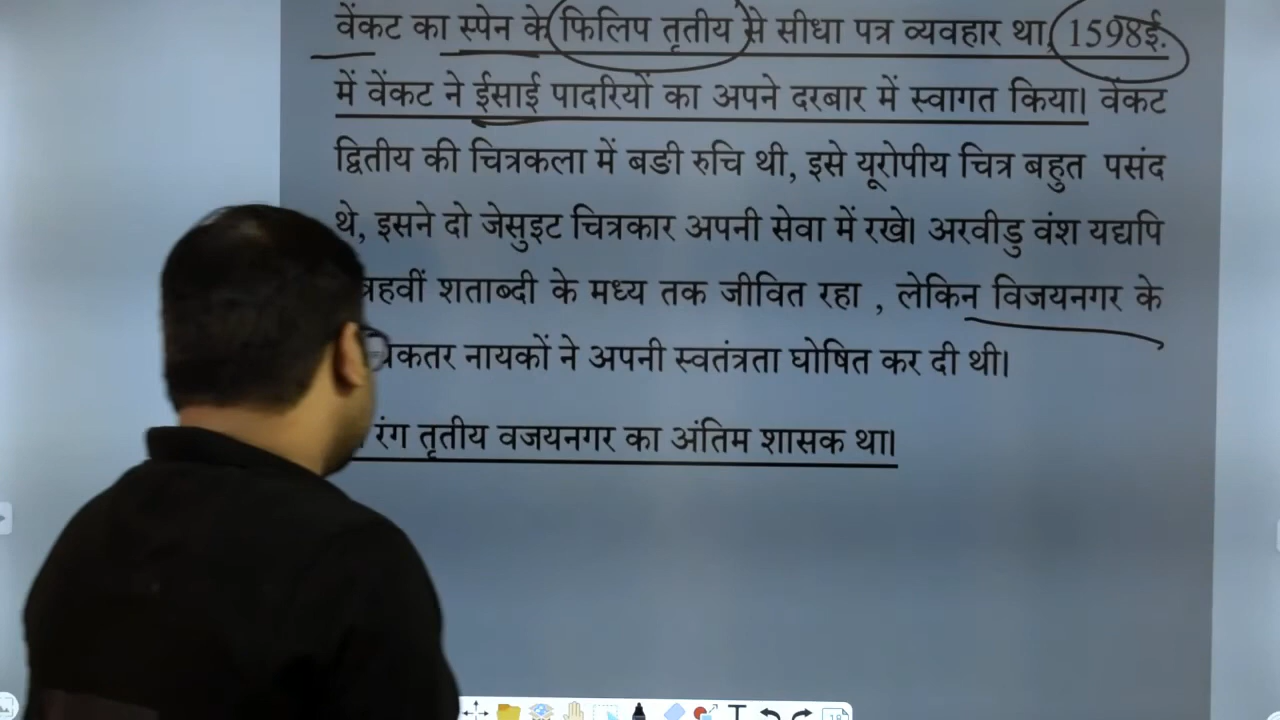 वेंकट का स्पेन के फिलिप तृतीय से सीधा पत्र व्यवहार था, 1598ई.
में वेंकट ने ईसाई पादरियों का अपने दरबार में स्वागत किया। वेंकट
द्वितीय की चित्रकला में बडी रुचि थी, इसे यूरोपीय चित्र बहुत पसंद
थे, इसने दो जेसुइट चित्रकार अपनी सेवा में रखे। अरवीडु वंश यद्यपि
शताब्दी के मध्य तक जीवित रहा , लेकिन विजयनगर के
नायकों ने अपनी स्वतंत्रता घोषित कर दी थी।
रंग तृतीय वजयनगर का अंतिम शासक था।